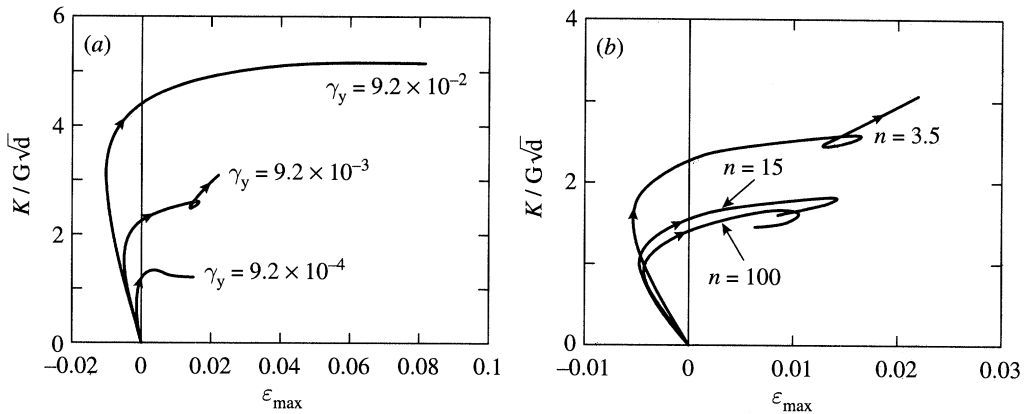 (a)
K / G√d
6
4
2
0
γy = 9.2 × 10⁻²
γy = 9.2 × 10⁻³
γy = 9.2 × 10⁻⁴
−0.02 0 0.02 0.04 0.06 0.08 0.1
εmax
(b)
K / G√d
4
2
0
n = 3.5
n = 15
n = 100
−0.01 0 0.01 0.02 0.03
εmax